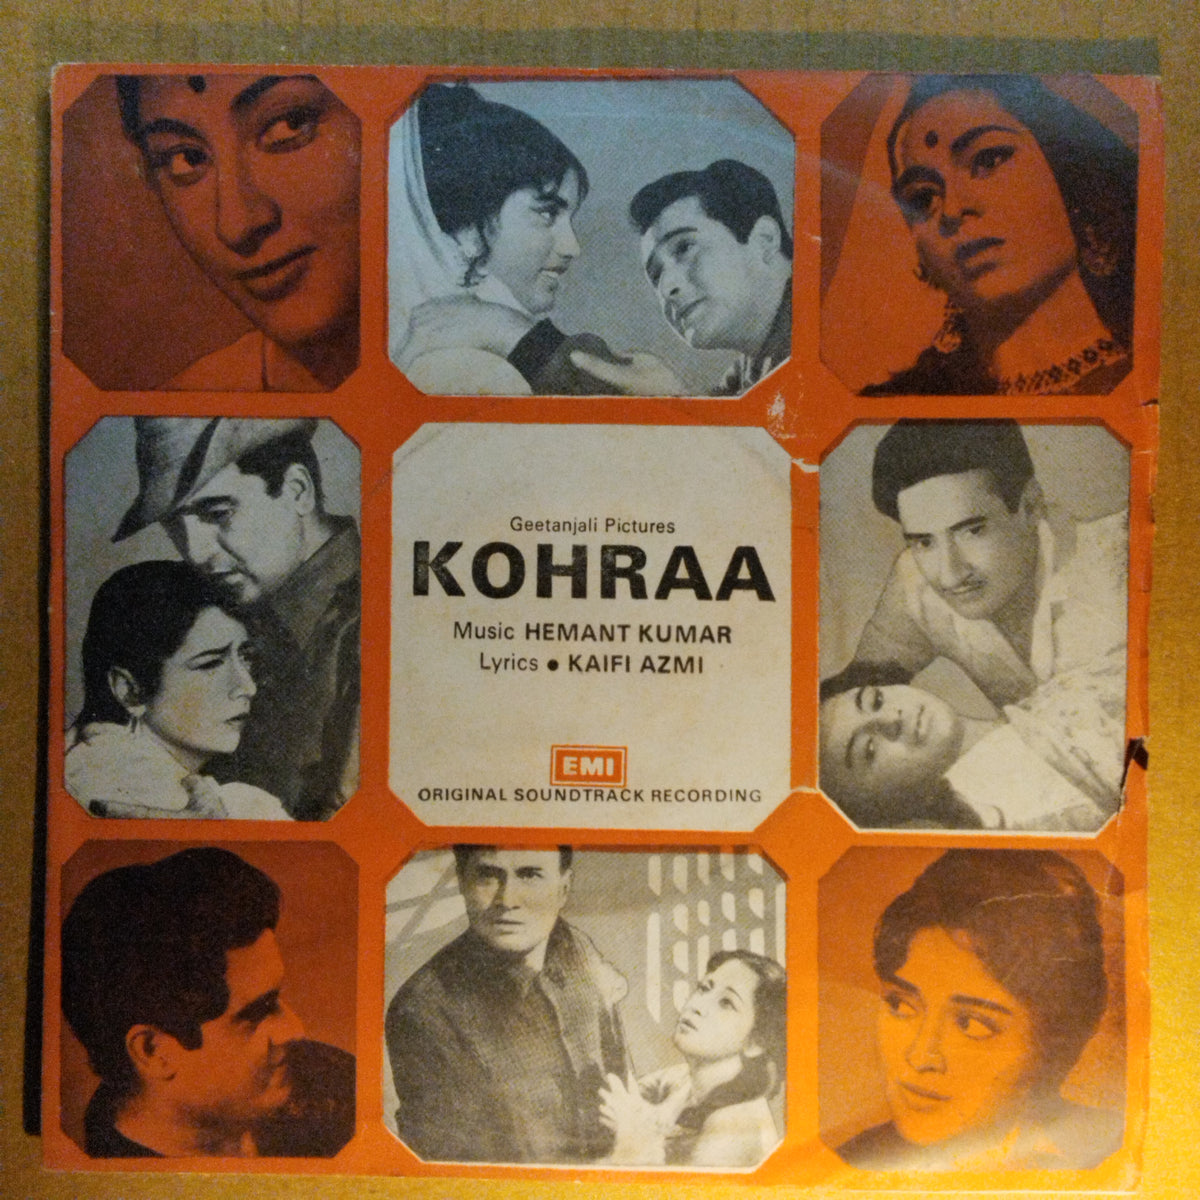 Geetanjali Pictures
KOHRAA
Music HEMANT KUMAR
Lyrics • KAIFI AZMI
EMI
ORIGINAL SOUNDTRACK RECORDING